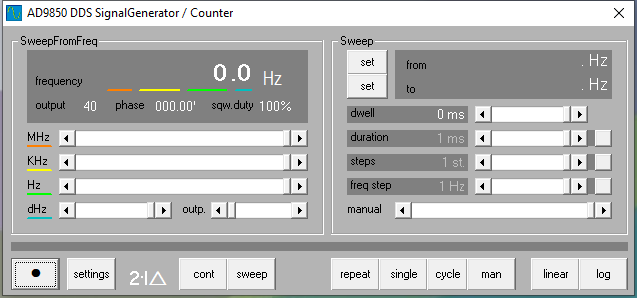 AD9850 DDS SignalGenerator / Counter
SweepFromFreq
frequency 0.0 Hz
output 40 phase 000.00' sqw.duty 100%
MHz
KHz
Hz
dHz outp.
Sweep
set from . Hz
set to . Hz
dwell 0 ms
duration 1 ms
steps 1 st.
freq step 1 Hz
manual
settings cont sweep repeat single cycle man linear log